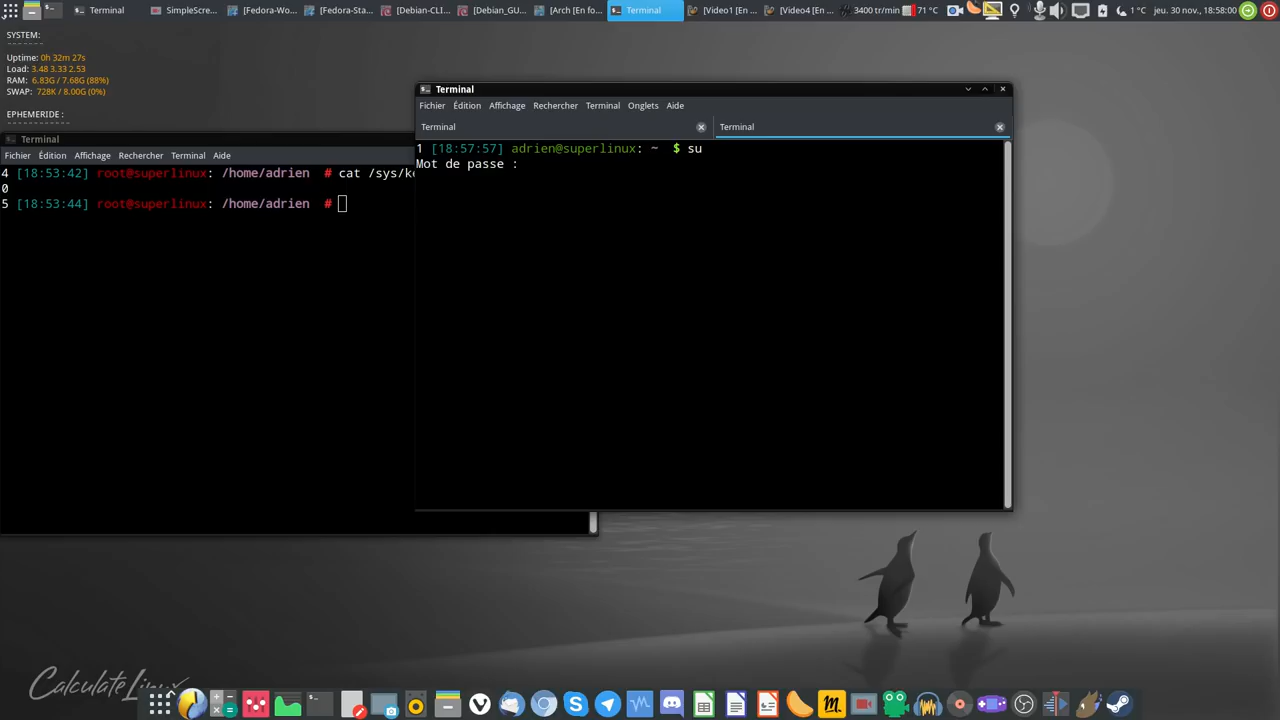 Terminal
SimpleScre...
[Fedora-Wo...
[Fedora-Sta...
[Debian-CLI...
[Debian_GU...
[Arch [En fo...
Terminal
[Video1 [En ...
[Video4 [En ...
3400 tr/min
71 °C
1°C
jeu. 30 nov., 18:58:00
SYSTEM:
Uptime: 0h 32m 27s
Load: 3.48 3.33 2.53
RAM: 6.83G / 7.68G (88%)
SWAP: 728K / 8.00G (0%)
EPHEMERIDE :
Terminal
Fichier Édition Affichage Rechercher Terminal Aide
4 [18:53:42] root@superlinux: /home/adrien # cat /sys/ke
0
5 [18:53:44] root@superlinux: /home/adrien #
Terminal
Fichier Édition Affichage Rechercher Terminal Onglets Aide
Terminal
Terminal
1 [18:57:57] adrien@superlinux: ~ $ su
Mot de passe :
Calculate Linux